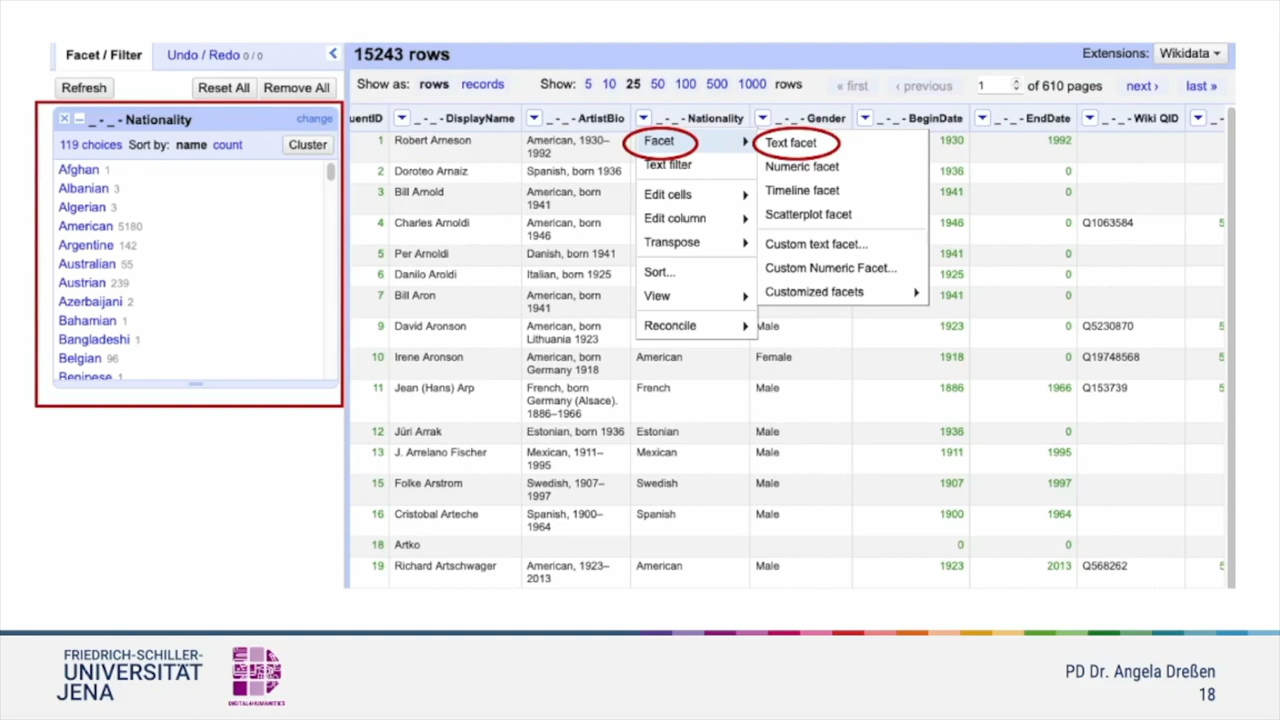 Facet / Filter
Undo / Redo 0 / 0
Refresh
Reset All
Remove All
_ - _ - Nationality
change
119 choices Sort by: name count
Cluster
Afghan 1
Albanian 3
Algerian 3
American 5180
Argentine 142
Australian 55
Austrian 239
Azerbaijani 2
Bahamian 1
Bangladeshi 1
Belgian 96
Beninese 1
15243 rows
Extensions: Wikidata
Show as: rows records
Show: 5 10 25 50 100 500 1000 rows
« first ‹ previous 1 of 610 pages next › last »
uentID
_ - _ - DisplayName
_ - _ - ArtistBio
_ - _ - Nationality
_ - _ - Gender
_ - _ - BeginDate
_ - _ - EndDate
_ - _ - Wiki QID
_ -
Facet
Text filter
Edit cells
Edit column
Transpose
Sort...
View
Reconcile
Text facet
Numeric facet
Timeline facet
Scatterplot facet
Custom text facet...
Custom Numeric Facet...
Customized facets
1 Robert Arneson American, 1930– 1930 1992
1992
2 Doroteo Arnaiz Spanish, born 1936 1936 0
3 Bill Arnold American, born 1941 0
1941
4 Charles Arnoldi American, born 1946 0 Q1063584 5
1946
5 Per Arnoldi Danish, born 1941 1941 0
6 Danilo Aroldi Italian, born 1925 1925 0
7 Bill Aron American, born 1941 0
1941
9 David Aronson American, born Male 1923 0 Q5230870 5
Lithuania 1923
10 Irene Aronson American, born American Female 1918 0 Q19748568 5
Germany 1918
11 Jean (Hans) Arp French, born French Male 1886 1966 Q153739 5
Germany (Alsace).
1886–1966
12 Jüri Arrak Estonian, born 1936 Estonian Male 1936 0
13 J. Arrelano Fischer Mexican, 1911– Mexican Male 1911 1995
1995
15 Folke Arstrom Swedish, 1907– Swedish Male 1907 1997
1997
16 Cristobal Arteche Spanish, 1900– Spanish Male 1900 1964
1964
18 Artko 0 0
19 Richard Artschwager American, 1923– American Male 1923 2013 Q568262 5
2013
FRIEDRICH-SCHILLER-
UNIVERSITÄT
JENA
DIGITAL HUMANITIES
PD Dr. Angela Dreßen
18